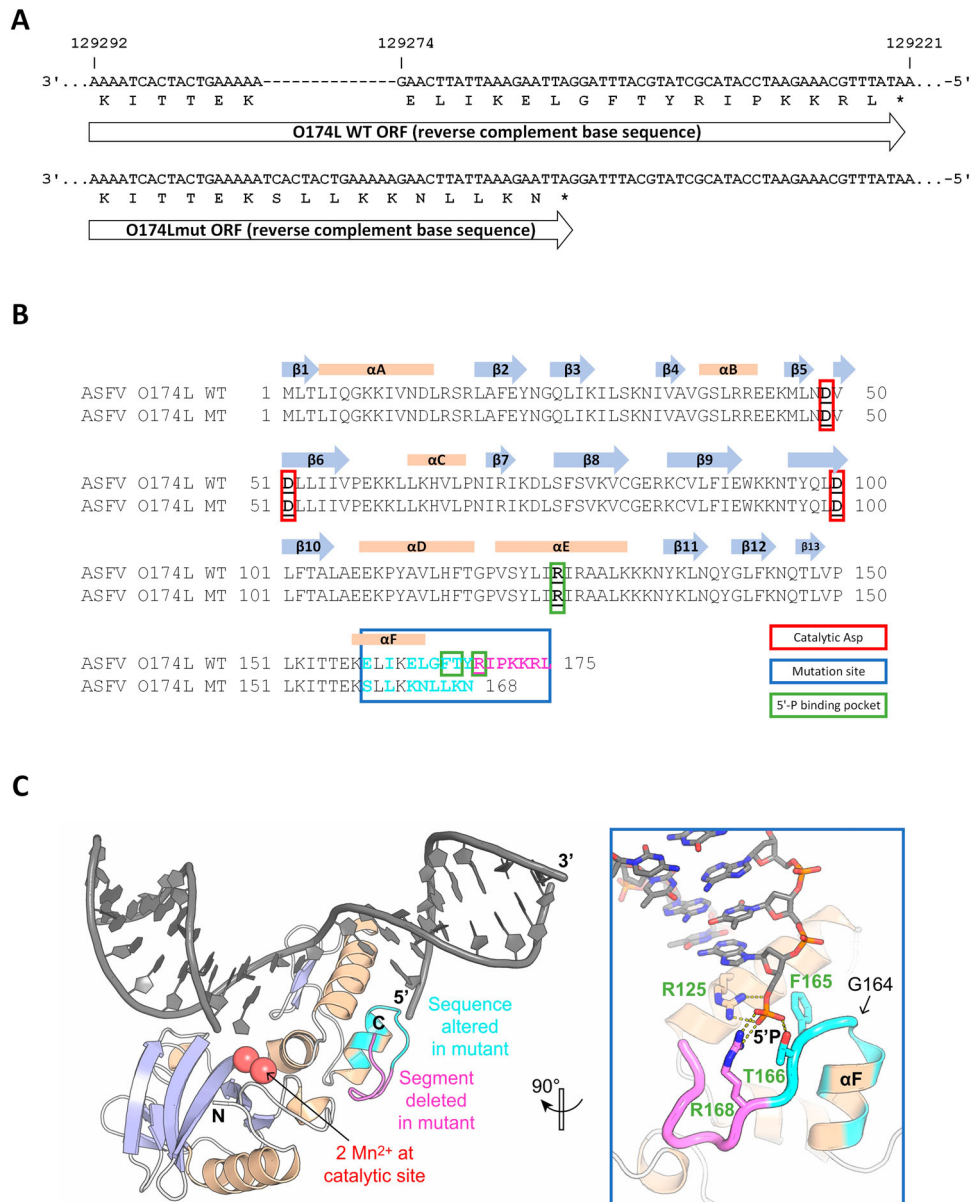 A
129292 129274 129221
3'...AAAATCACTACTGAAAAA--------------GAACTTATTAAAGAATTAGGATTTACGTATCGCATACCTAAGAAACGTTTATAA...-5'
K I T T E K E L I K E L G F T Y R I P K K R L *
O174L WT ORF (reverse complement base sequence)
3'...AAAATCACTACTGAAAAATCACTACTGAAAAAGAACTTATTAAAGAATTAGGATTTACGTATCGCATACCTAAGAAACGTTTATAA...-5'
K I T T E K S L L K K N L L K N *
O174Lmut ORF (reverse complement base sequence)
B
β1 αA β2 β3 β4 αB β5
ASFV O174L WT 1 MLTLIQGKKIVNDLRSRLAFEYNGQLIKILSKNIVAVGSLRREEKMLNDV 50
ASFV O174L MT 1 MLTLIQGKKIVNDLRSRLAFEYNGQLIKILSKNIVAVGSLRREEKMLNDV 50
β6 αC β7 β8 β9
ASFV O174L WT 51 DLLIIVPEKKLLKHVLPNIRIKDLSFSVKVCGERKCVLFIEWKKNTYQLD 100
ASFV O174L MT 51 DLLIIVPEKKLLKHVLPNIRIKDLSFSVKVCGERKCVLFIEWKKNTYQLD 100
β10 αD αE β11 β12 β13
ASFV O174L WT 101 LFTALAEEKPYAVLHFTGPVSYLIRIRAALKKKNYKLNQYGLFKNQTLVP 150
ASFV O174L MT 101 LFTALAEEKPYAVLHFTGPVSYLIRIRAALKKKNYKLNQYGLFKNQTLVP 150
αF
ASFV O174L WT 151 LKITTEKELIKELGFTYRIPKKRL 175
ASFV O174L MT 151 LKITTEKSLLKKNLLKN 168
Catalytic Asp
Mutation site
5'-P binding pocket
C
3'
5'
C
Sequence
altered
in mutant
Segment
deleted
in mutant
N
2 Mn²⁺ at
catalytic site
90°
R125
F165
G164
5'P
T166
αF
R168